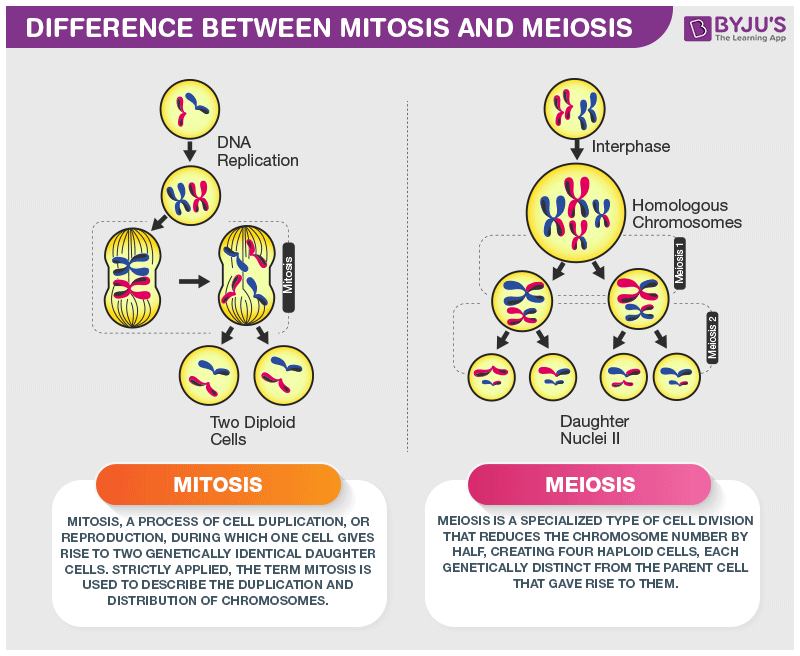 DIFFERENCE BETWEEN MITOSIS AND MEIOSIS
BYJU'S
The Learning App
DNA
Replication
Mitosis
Two Diploid
Cells
Interphase
Homologous
Chromosomes
Meiosis 1
Meiosis 2
Daughter
Nuclei II
MITOSIS
MITOSIS, A PROCESS OF CELL DUPLICATION, OR
REPRODUCTION, DURING WHICH ONE CELL GIVES
RISE TO TWO GENETICALLY IDENTICAL DAUGHTER
CELLS. STRICTLY APPLIED, THE TERM MITOSIS IS
USED TO DESCRIBE THE DUPLICATION AND
DISTRIBUTION OF CHROMOSOMES.
MEIOSIS
MEIOSIS IS A SPECIALIZED TYPE OF CELL DIVISION
THAT REDUCES THE CHROMOSOME NUMBER BY
HALF, CREATING FOUR HAPLOID CELLS, EACH
GENETICALLY DISTINCT FROM THE PARENT CELL
THAT GAVE RISE TO THEM.